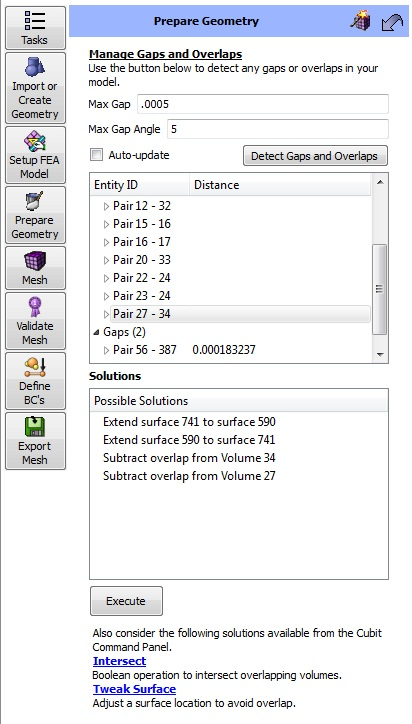 Prepare Geometry
Tasks
Import or
Create
Geometry
Setup FEA
Model
Prepare
Geometry
Mesh
Validate
Mesh
Define
BC's
Export
Mesh
Manage Gaps and Overlaps
Use the button below to detect any gaps or overlaps in your
model.
Max Gap .0005
Max Gap Angle 5
Auto-update Detect Gaps and Overlaps
Entity ID Distance
Pair 12 - 32
Pair 15 - 16
Pair 16 - 17
Pair 20 - 33
Pair 22 - 24
Pair 23 - 24
Pair 27 - 34
Gaps (2)
Pair 56 - 387 0.000183237
Solutions
Possible Solutions
Extend surface 741 to surface 590
Extend surface 590 to surface 741
Subtract overlap from Volume 34
Subtract overlap from Volume 27
Execute
Also consider the following solutions available from the Cubit
Command Panel.
Intersect
Boolean operation to intersect overlapping volumes.
Tweak Surface
Adjust a surface location to avoid overlap.